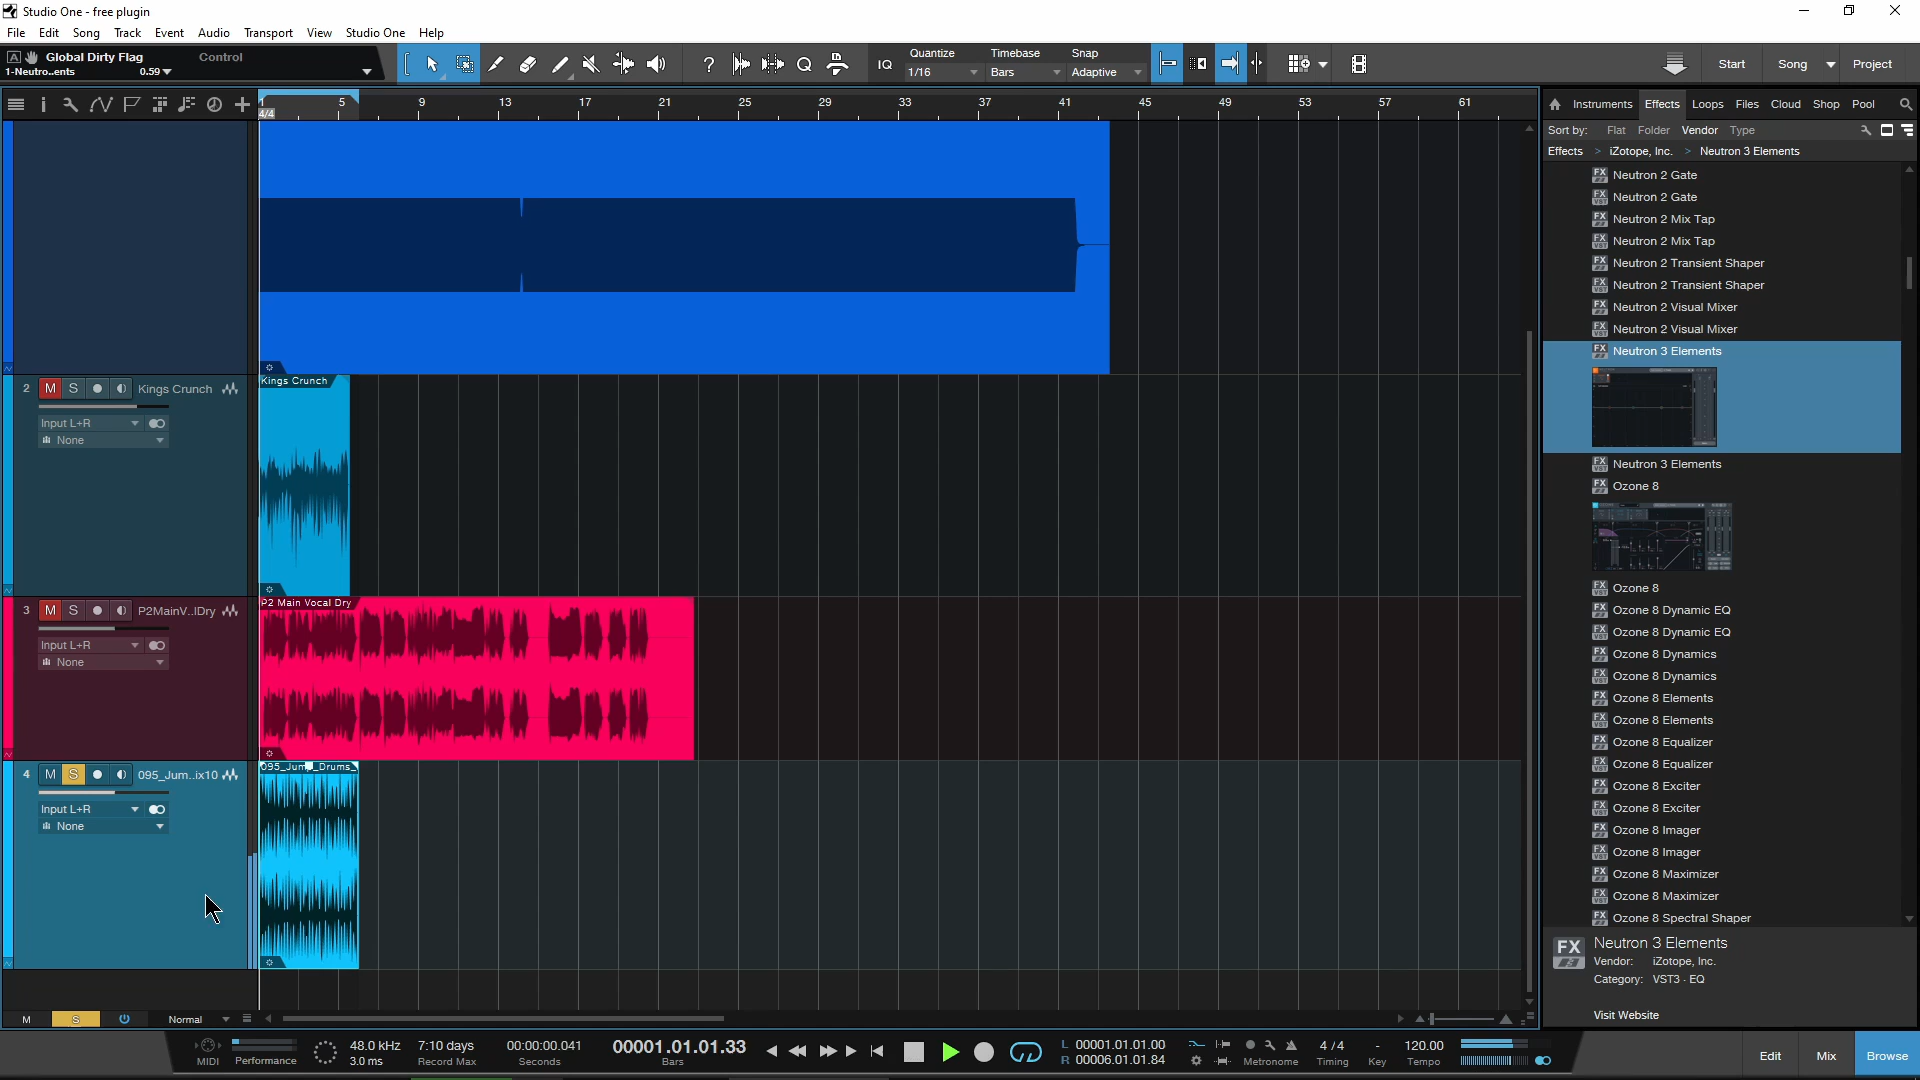 Studio One - free plugin
File Edit Song Track Event Audio Transport View Studio One Help
A Global Dirty Flag Control
1-Neutro..ents 0.59
? Q IQ Quantize Timebase Snap
1/16 Bars Adaptive
Start Song Project
1 5 9 13 17 21 25 29 33 37 41 45 49 53 57 61
4/4
Instruments Effects Loops Files Cloud Shop Pool
Sort by: Flat Folder Vendor Type
Effects > iZotope, Inc. > Neutron 3 Elements
Neutron 2 Gate
Neutron 2 Gate
Neutron 2 Mix Tap
Neutron 2 Mix Tap
Neutron 2 Transient Shaper
Neutron 2 Transient Shaper
Neutron 2 Visual Mixer
Neutron 2 Visual Mixer
Neutron 3 Elements
Neutron 3 Elements
Ozone 8
Ozone 8
Ozone 8 Dynamic EQ
Ozone 8 Dynamic EQ
Ozone 8 Dynamics
Ozone 8 Dynamics
Ozone 8 Elements
Ozone 8 Elements
Ozone 8 Equalizer
Ozone 8 Equalizer
Ozone 8 Exciter
Ozone 8 Exciter
Ozone 8 Imager
Ozone 8 Imager
Ozone 8 Maximizer
Ozone 8 Maximizer
Ozone 8 Spectral Shaper
FX Neutron 3 Elements
Vendor: iZotope, Inc.
Category: VST3 - EQ
Visit Website
2 M S Kings Crunch
Input L+R
None
Kings Crunch
3 M S P2MainV..lDry
Input L+R
None
P2 Main Vocal Dry
4 M S 095_Jum..ix10
Input L+R
None
M S Normal
MIDI Performance
48.0 kHz
3.0 ms
7:10 days
Record Max
00:00:00.041
Seconds
00001.01.01.33
Bars
L 00001.01.01.00
R 00006.01.01.84
Metronome
4 / 4
Timing
-
Key
120.00
Tempo
Edit Mix Browse